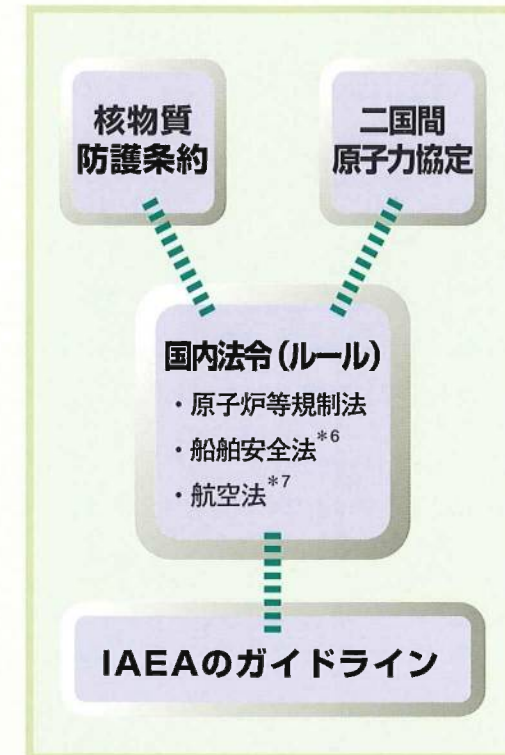 核物質
防護条約
二国間
原子力協定
国内法令(ルール)
・原子炉等規制法
・船舶安全法*6
・航空法*7
IAEAのガイドライン